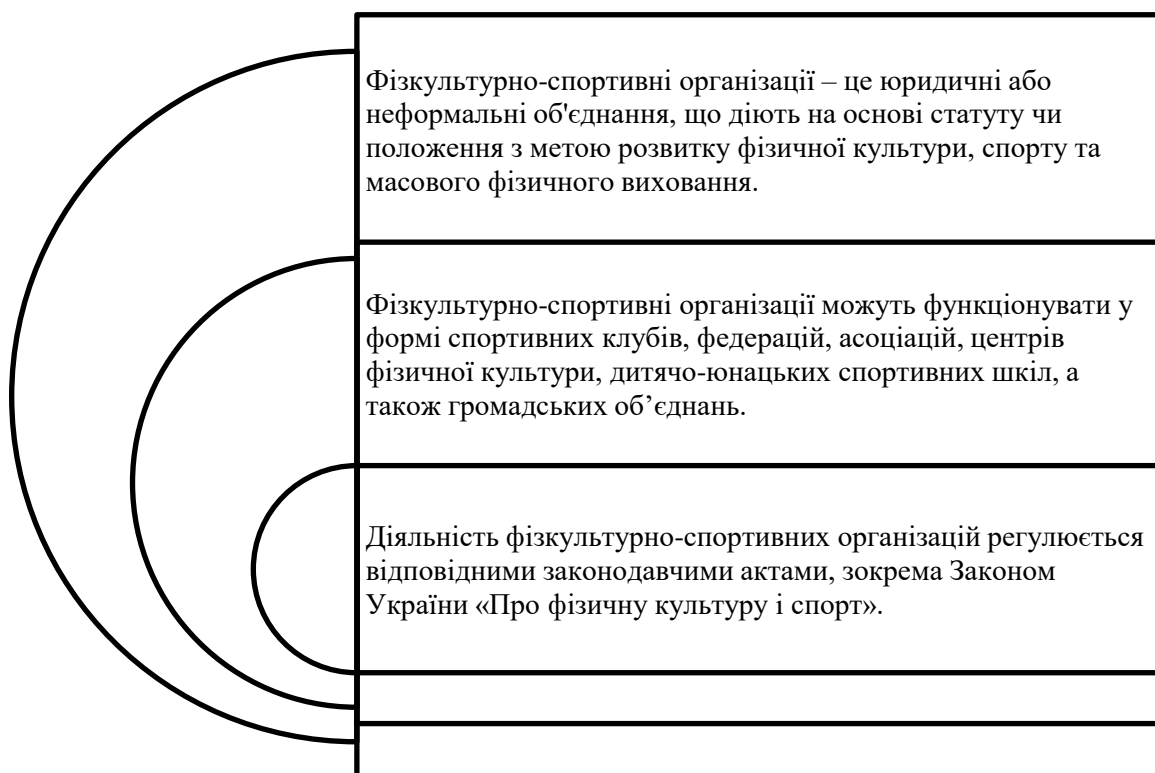 Фізкультурно-спортивні організації – це юридичні або
неформальні об'єднання, що діють на основі статуту чи
положення з метою розвитку фізичної культури, спорту та
масового фізичного виховання.
Фізкультурно-спортивні організації можуть функціонувати у
формі спортивних клубів, федерацій, асоціацій, центрів
фізичної культури, дитячо-юнацьких спортивних шкіл, а
також громадських об’єднань.
Діяльність фізкультурно-спортивних організацій регулюється
відповідними законодавчими актами, зокрема Законом
України «Про фізичну культуру і спорт».